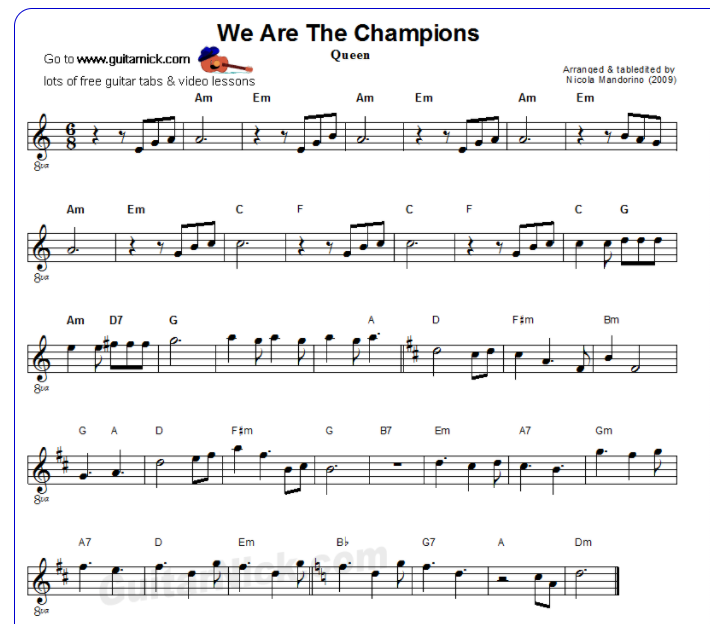 We Are The Champions
Queen
Go to www.guitarnick.com
lots of free guitar tabs & video lessons
Arranged & tabledited by
Nicola Mandorino (2009)
Am Em Am Em Am Em
6
8
8va
Am Em C F C F C G
8va
Am D7 G A D F#m Bm
8va
G A D F#m G B7 Em A7 Gm
8va
A7 D Em B♭ G7 A Dm
8va
GuitarNick.com